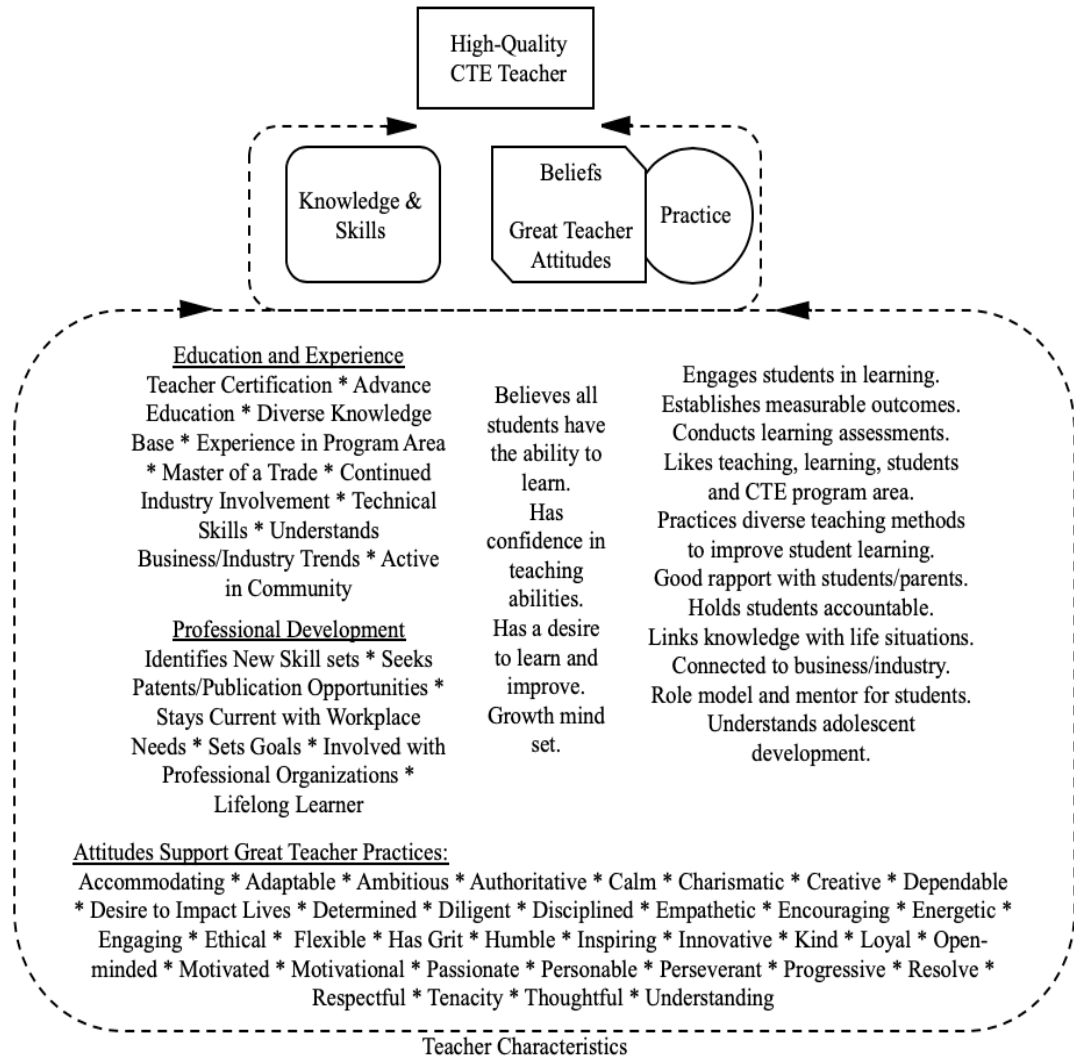 High-Quality
CTE Teacher
Knowledge &
Skills
Beliefs
Great Teacher
Attitudes
Practice
Education and Experience
Teacher Certification * Advance
Education * Diverse Knowledge
Base * Experience in Program Area
* Master of a Trade * Continued
Industry Involvement * Technical
Skills * Understands
Business/Industry Trends * Active
in Community
Professional Development
Identifies New Skill sets * Seeks
Patents/Publication Opportunities *
Stays Current with Workplace
Needs * Sets Goals * Involved with
Professional Organizations *
Lifelong Learner
Believes all
students have
the ability to
learn.
Has
confidence in
teaching
abilities.
Has a desire
to learn and
improve.
Growth mind
set.
Engages students in learning.
Establishes measurable outcomes.
Conducts learning assessments.
Likes teaching, learning, students
and CTE program area.
Practices diverse teaching methods
to improve student learning.
Good rapport with students/parents.
Holds students accountable.
Links knowledge with life situations.
Connected to business/industry.
Role model and mentor for students.
Understands adolescent
development.
Attitudes Support Great Teacher Practices:
Accommodating * Adaptable * Ambitious * Authoritative * Calm * Charismatic * Creative * Dependable
* Desire to Impact Lives * Determined * Diligent * Disciplined * Empathetic * Encouraging * Energetic *
Engaging * Ethical * Flexible * Has Grit * Humble * Inspiring * Innovative * Kind * Loyal * Open-
minded * Motivated * Motivational * Passionate * Personable * Perseverant * Progressive * Resolve *
Respectful * Tenacity * Thoughtful * Understanding
Teacher Characteristics